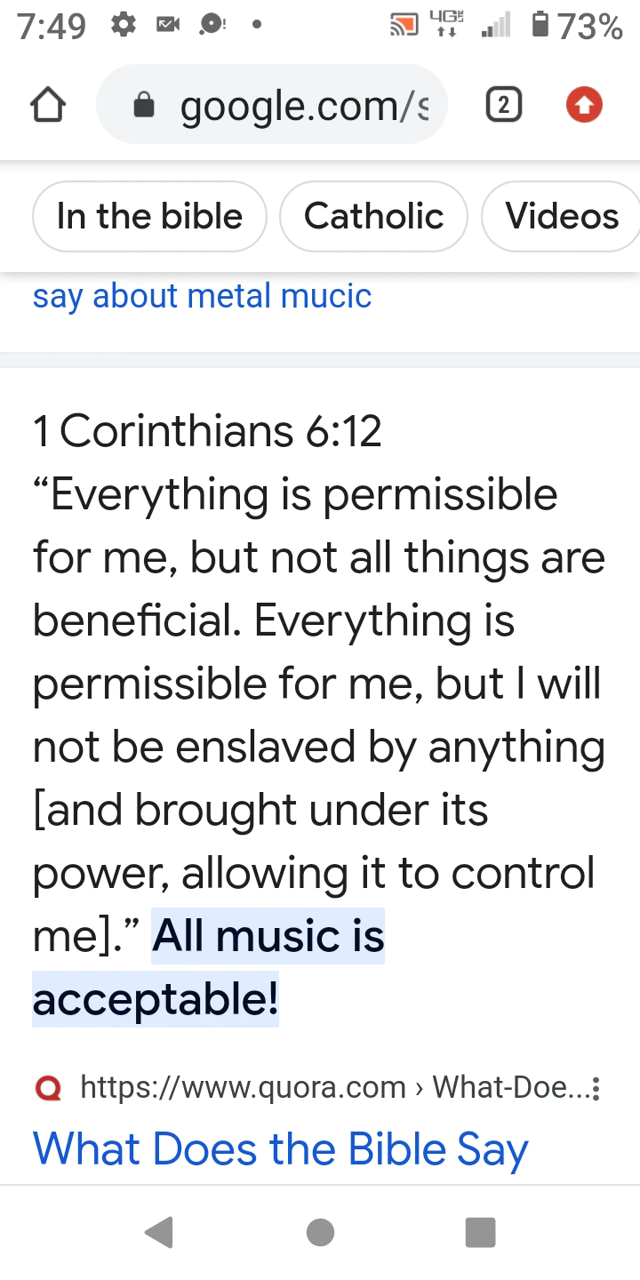 7:49 73%
4GE
google.com/s 2
In the bible Catholic Videos
say about metal mucic
1 Corinthians 6:12
“Everything is permissible
for me, but not all things are
beneficial. Everything is
permissible for me, but I will
not be enslaved by anything
[and brought under its
power, allowing it to control
me].” All music is
acceptable!
https://www.quora.com › What-Doe...
What Does the Bible Say